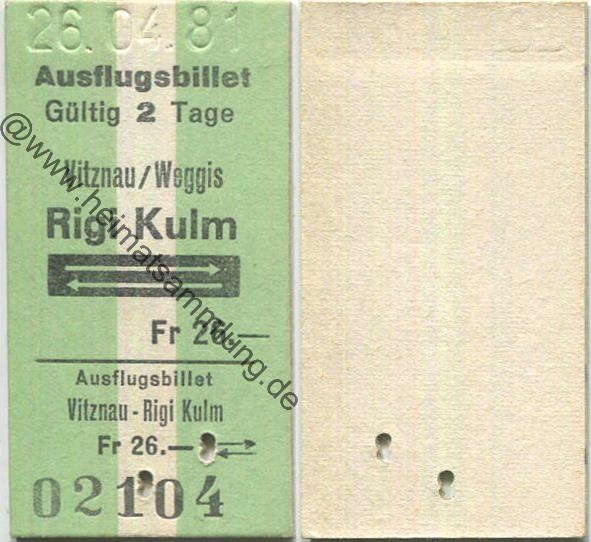 26.04.81
Ausflugsbillet
Gültig 2 Tage
Vitznau/Weggis
Rigi Kulm
Fr 26.—
Ausflugsbillet
Vitznau - Rigi Kulm
Fr 26.—
02104
@www.heimatsammlung.de